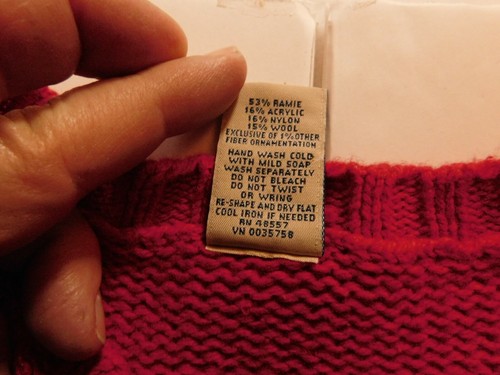 53% RAMIE
16% ACRYLIC
16% NYLON
15% WOOL
EXCLUSIVE OF 1% OTHER
FIBER ORNAMENTATION
HAND WASH COLD
WITH MILD SOAP
WASH SEPARATELY
DO NOT BLEACH
DO NOT TWIST
OR WRING
RE-SHAPE AND DRY FLAT
COOL IRON IF NEEDED
RN 48557
VN 0035758